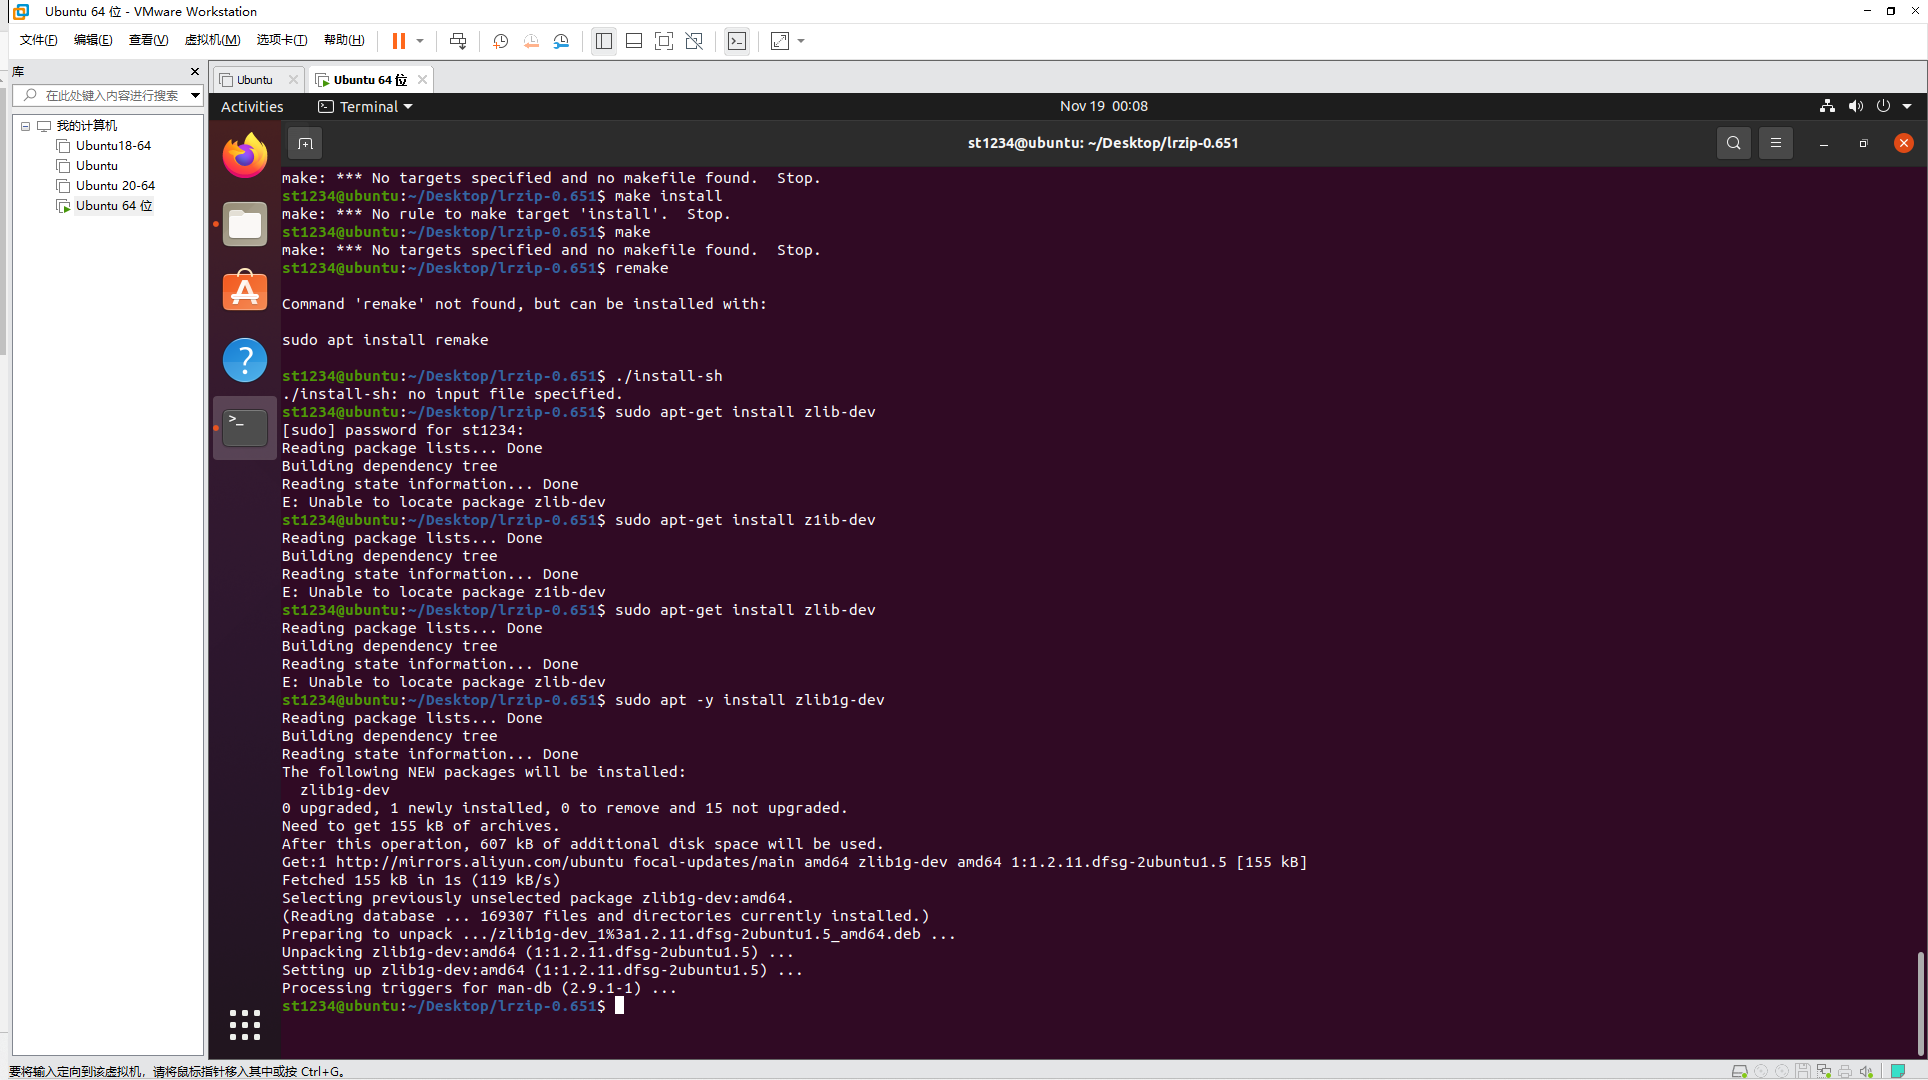 Ubuntu 64 位 - VMware Workstation
文件(F) 编辑(E) 查看(V) 虚拟机(M) 选项卡(T) 帮助(H)
库
在此处键入内容进行搜索
我的计算机
Ubuntu18-64
Ubuntu
Ubuntu 20-64
Ubuntu 64 位
Ubuntu
Ubuntu 64 位
Activities
Terminal
Nov 19 00:08
st1234@ubuntu: ~/Desktop/lrzip-0.651
make: *** No targets specified and no makefile found.  Stop.
st1234@ubuntu:~/Desktop/lrzip-0.651$ make install
make: *** No rule to make target 'install'.  Stop.
st1234@ubuntu:~/Desktop/lrzip-0.651$ make
make: *** No targets specified and no makefile found.  Stop.
st1234@ubuntu:~/Desktop/lrzip-0.651$ remake
Command 'remake' not found, but can be installed with:
sudo apt install remake
st1234@ubuntu:~/Desktop/lrzip-0.651$ ./install-sh
./install-sh: no input file specified.
st1234@ubuntu:~/Desktop/lrzip-0.651$ sudo apt-get install zlib-dev
[sudo] password for st1234:
Reading package lists... Done
Building dependency tree
Reading state information... Done
E: Unable to locate package zlib-dev
st1234@ubuntu:~/Desktop/lrzip-0.651$ sudo apt-get install z1ib-dev
Reading package lists... Done
Building dependency tree
Reading state information... Done
E: Unable to locate package z1ib-dev
st1234@ubuntu:~/Desktop/lrzip-0.651$ sudo apt-get install zlib-dev
Reading package lists... Done
Building dependency tree
Reading state information... Done
E: Unable to locate package zlib-dev
st1234@ubuntu:~/Desktop/lrzip-0.651$ sudo apt -y install zlib1g-dev
Reading package lists... Done
Building dependency tree
Reading state information... Done
The following NEW packages will be installed:
  zlib1g-dev
0 upgraded, 1 newly installed, 0 to remove and 15 not upgraded.
Need to get 155 kB of archives.
After this operation, 607 kB of additional disk space will be used.
Get:1 http://mirrors.aliyun.com/ubuntu focal-updates/main amd64 zlib1g-dev amd64 1:1.2.11.dfsg-2ubuntu1.5 [155 kB]
Fetched 155 kB in 1s (119 kB/s)
Selecting previously unselected package zlib1g-dev:amd64.
(Reading database ... 169307 files and directories currently installed.)
Preparing to unpack .../zlib1g-dev_1%3a1.2.11.dfsg-2ubuntu1.5_amd64.deb ...
Unpacking zlib1g-dev:amd64 (1:1.2.11.dfsg-2ubuntu1.5) ...
Setting up zlib1g-dev:amd64 (1:1.2.11.dfsg-2ubuntu1.5) ...
Processing triggers for man-db (2.9.1-1) ...
st1234@ubuntu:~/Desktop/lrzip-0.651$
要将输入定向到该虚拟机，请将鼠标指针移入其中或按 Ctrl+G。